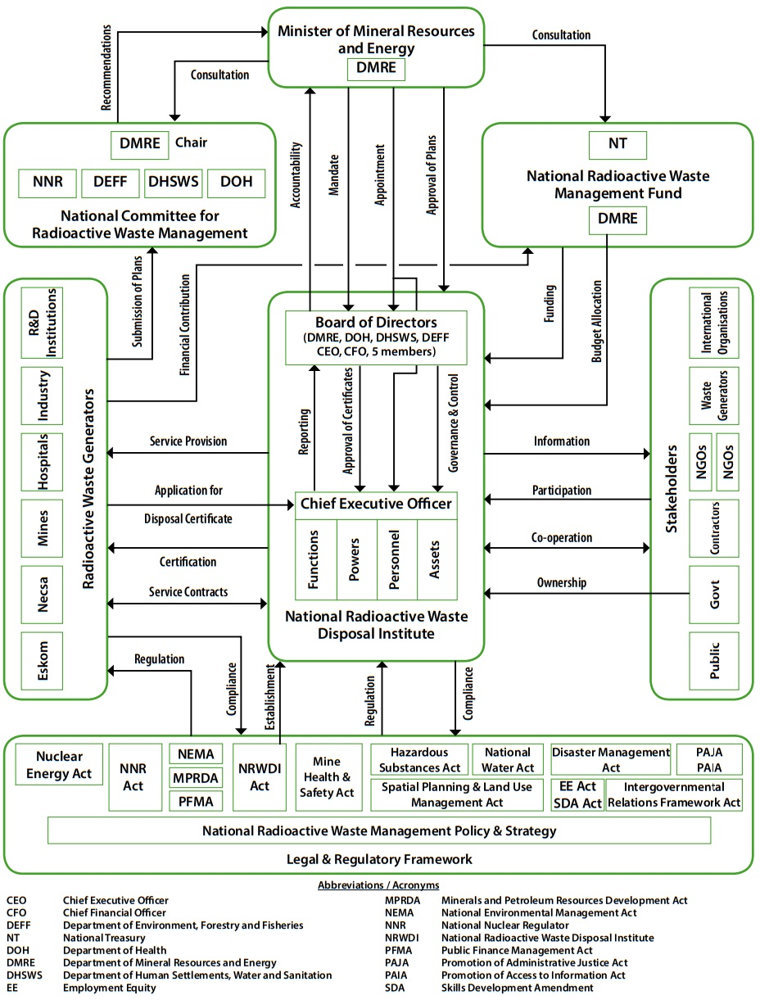 Minister of Mineral Resources
and Energy
DMRE
Recommendations
Consultation
Consultation
DMRE
Chair
NNR
DEFF
DHSWS
DOH
National Committee for
Radioactive Waste Management
Accountability
Mandate
Appointment
Approval of Plans
NT
National Radioactive Waste
Management Fund
DMRE
Submission of Plans
Financial Contribution
Funding
Budget Allocation
R&D
Institutions
Industry
Hospitals
Mines
Necsa
Eskom
Radioactive Waste Generators
Board of Directors
(DMRE, DOH, DHSWS, DEFF
CEO, CFO, 5 members)
Reporting
Approval of Certificates
Governance & Control
Chief Executive Officer
Functions
Powers
Personnel
Assets
National Radioactive Waste
Disposal Institute
Service Provision
Application for
Disposal Certificate
Certification
Service Contracts
Information
Participation
Co-operation
Ownership
Stakeholders
International
Organisations
Waste
Generators
NGOs
NGOs
Contractors
Govt
Public
Regulation
Compliance
Establishment
Regulation
Compliance
Nuclear
Energy Act
NNR
Act
NEMA
MPRDA
PFMA
NRWDI
Act
Mine
Health &
Safety Act
Hazardous
Substances Act
National
Water Act
Spatial Planning & Land Use
Management Act
Disaster Management
Act
PAJA
PAIA
EE Act
SDA Act
Intergovernmental
Relations Framework Act
National Radioactive Waste Management Policy & Strategy
Legal & Regulatory Framework
Abbreviations / Acronyms
CEO Chief Executive Officer
CFO Chief Financial Officer
DEFF Department of Environment, Forestry and Fisheries
NT National Treasury
DOH Department of Health
DMRE Department of Mineral Resources and Energy
DHSWS Department of Human Settlements, Water and Sanitation
EE Employment Equity
MPRDA Minerals and Petroleum Resources Development Act
NEMA National Environmental Management Act
NNR National Nuclear Regulator
NRWDI National Radioactive Waste Disposal Institute
PFMA Public Finance Management Act
PAJA Promotion of Administrative Justice Act
PAIA Promotion of Access to Information Act
SDA Skills Development Amendment